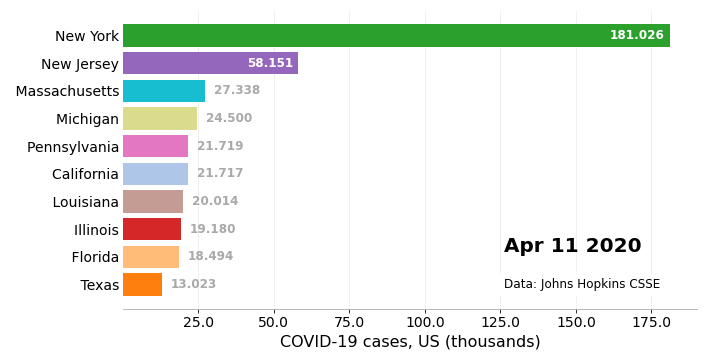 New York 181.026
New Jersey 58.151
Massachusetts 27.338
Michigan 24.500
Pennsylvania 21.719
California 21.717
Louisiana 20.014
Illinois 19.180
Florida 18.494
Texas 13.023
Apr 11 2020
Data: Johns Hopkins CSSE
25.0 50.0 75.0 100.0 125.0 150.0 175.0
COVID-19 cases, US (thousands)